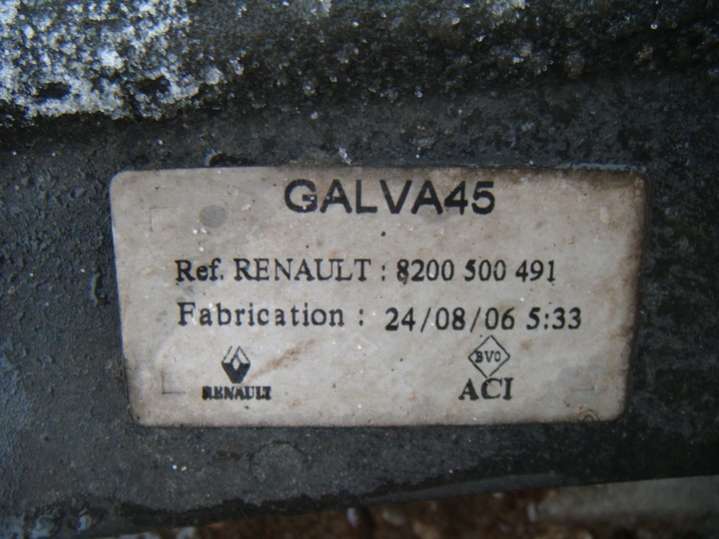 GALVA45
Ref. RENAULT : 8200 500 491
Fabrication : 24/08/06 5:33
RENAULT
BVO
ACI